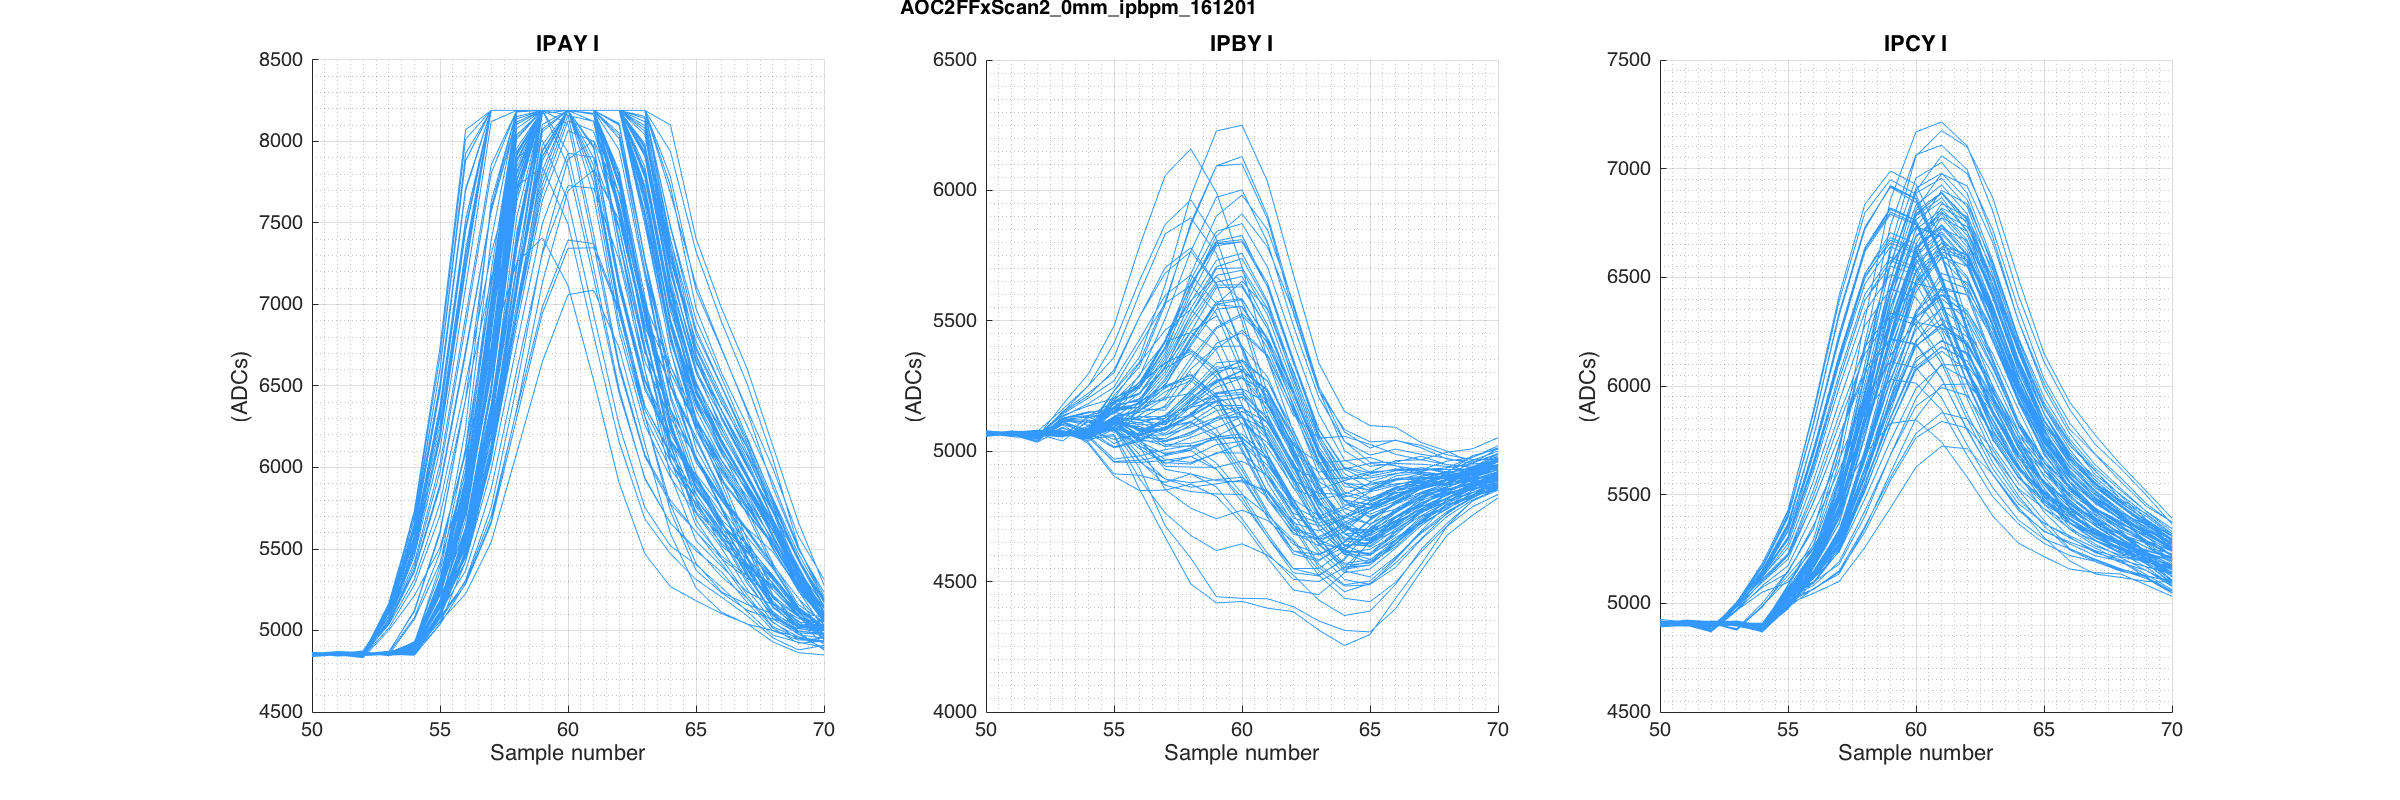 AOC2FFxScan2_0mm_ipbpm_161201
IPAY I
8500
8000
7500
7000
6500
6000
5500
5000
4500
(ADCs)
50 55 60 65 70
Sample number
IPBY I
6500
6000
5500
5000
4500
4000
(ADCs)
50 55 60 65 70
Sample number
IPCY I
7500
7000
6500
6000
5500
5000
4500
(ADCs)
50 55 60 65 70
Sample number